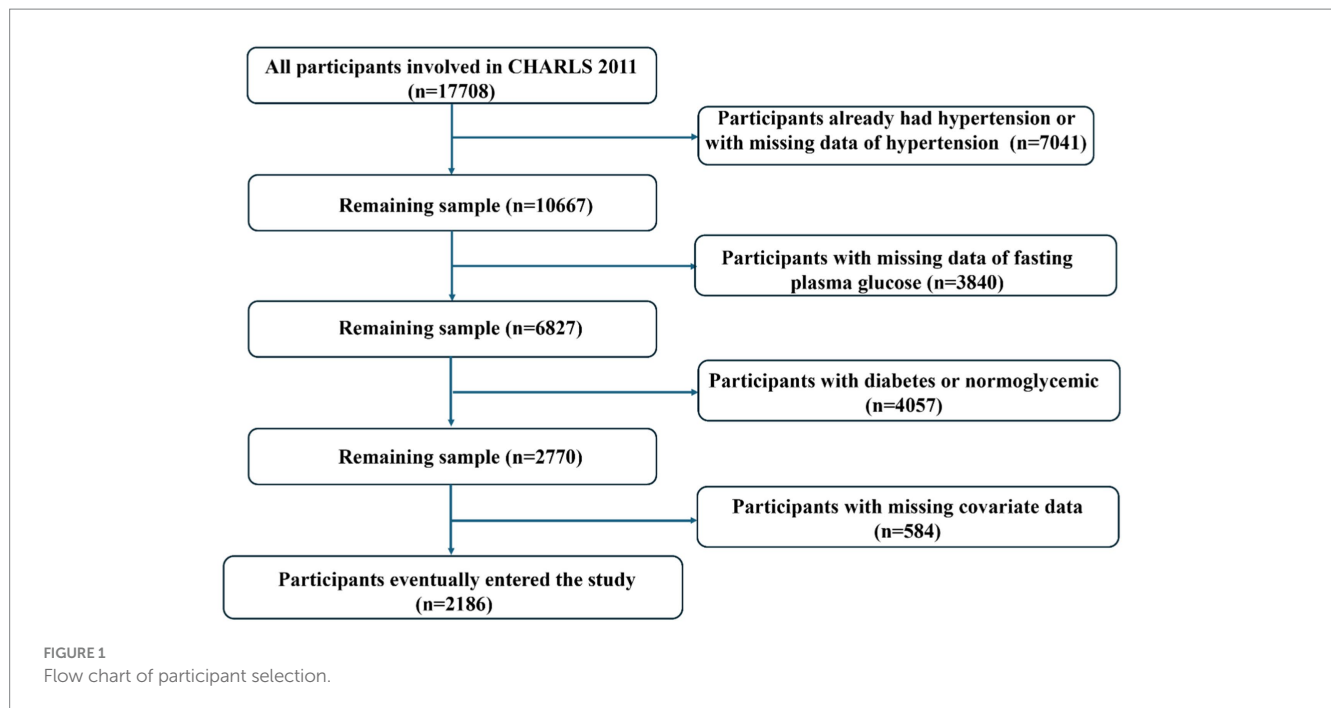 All participants involved in CHARLS 2011
(n=17708)
Participants already had hypertension or
with missing data of hypertension (n=7041)
Remaining sample (n=10667)
Participants with missing data of fasting
plasma glucose (n=3840)
Remaining sample (n=6827)
Participants with diabetes or normoglycemic
(n=4057)
Remaining sample (n=2770)
Participants with missing covariate data
(n=584)
Participants eventually entered the study
(n=2186)
FIGURE 1
Flow chart of participant selection.